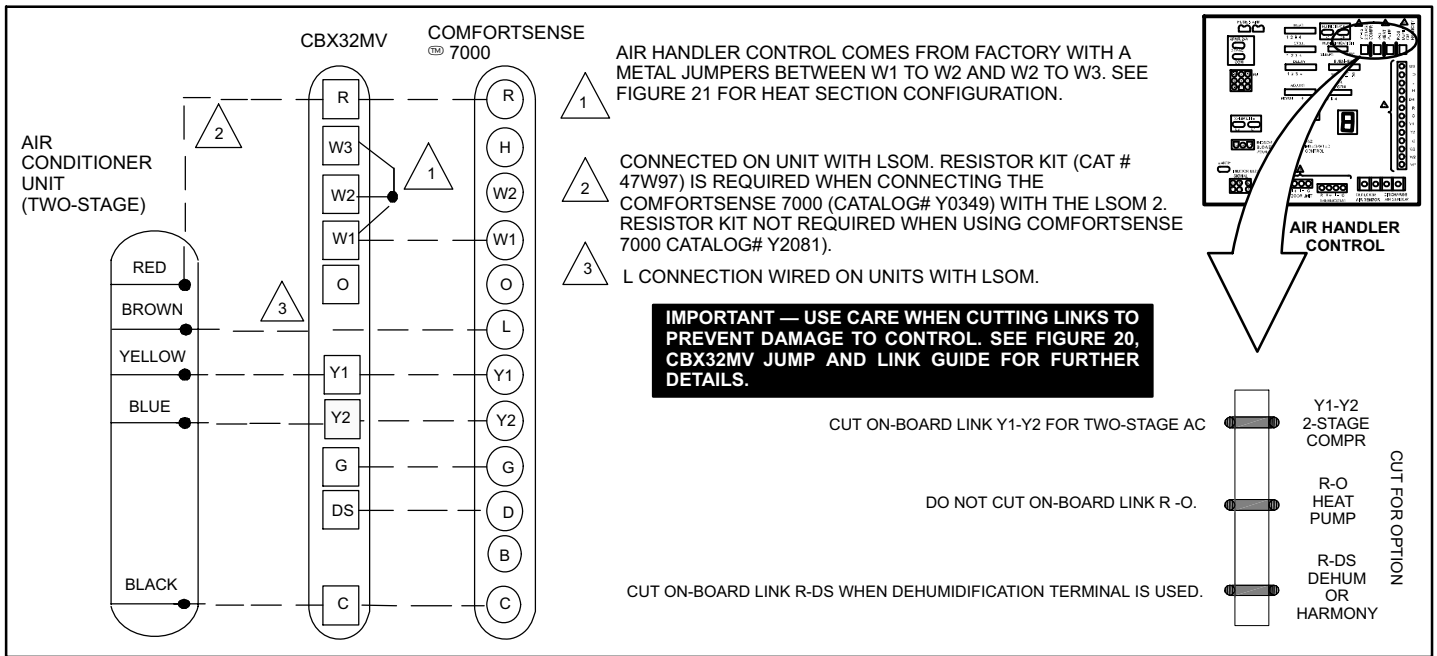 CBX32MV
COMFORTSENSE
™ 7000
AIR
CONDITIONER
UNIT
(TWO-STAGE)
RED
BROWN
YELLOW
BLUE
BLACK
2
3
1
R
W3
W2
W1
O
Y1
Y2
G
DS
C
R
H
W2
W1
O
L
Y1
Y2
G
D
B
C
1
AIR HANDLER CONTROL COMES FROM FACTORY WITH A
METAL JUMPERS BETWEEN W1 TO W2 AND W2 TO W3. SEE
FIGURE 21 FOR HEAT SECTION CONFIGURATION.
2
CONNECTED ON UNIT WITH LSOM. RESISTOR KIT (CAT #
47W97) IS REQUIRED WHEN CONNECTING THE
COMFORTSENSE 7000 (CATALOG# Y0349) WITH THE LSOM 2.
RESISTOR KIT NOT REQUIRED WHEN USING COMFORTSENSE
7000 CATALOG# Y2081).
3
L CONNECTION WIRED ON UNITS WITH LSOM.
IMPORTANT — USE CARE WHEN CUTTING LINKS TO
PREVENT DAMAGE TO CONTROL. SEE FIGURE 20,
CBX32MV JUMP AND LINK GUIDE FOR FURTHER
DETAILS.
AIR HANDLER
CONTROL
CUT ON-BOARD LINK Y1-Y2 FOR TWO-STAGE AC
DO NOT CUT ON-BOARD LINK R -O.
CUT ON-BOARD LINK R-DS WHEN DEHUMIDIFICATION TERMINAL IS USED.
Y1-Y2
2-STAGE
COMPR
R-O
HEAT
PUMP
R-DS
DEHUM
OR
HARMONY
CUT FOR OPTION